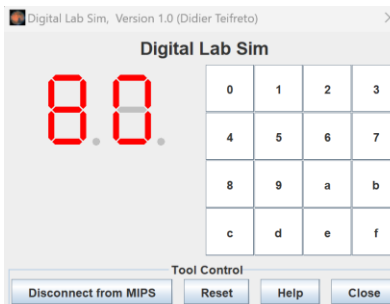 Digital Lab Sim, Version 1.0 (Didier Teifreto)
Digital Lab Sim
80
0 1 2 3
4 5 6 7
8 9 a b
c d e f
Tool Control
Disconnect from MIPS Reset Help Close